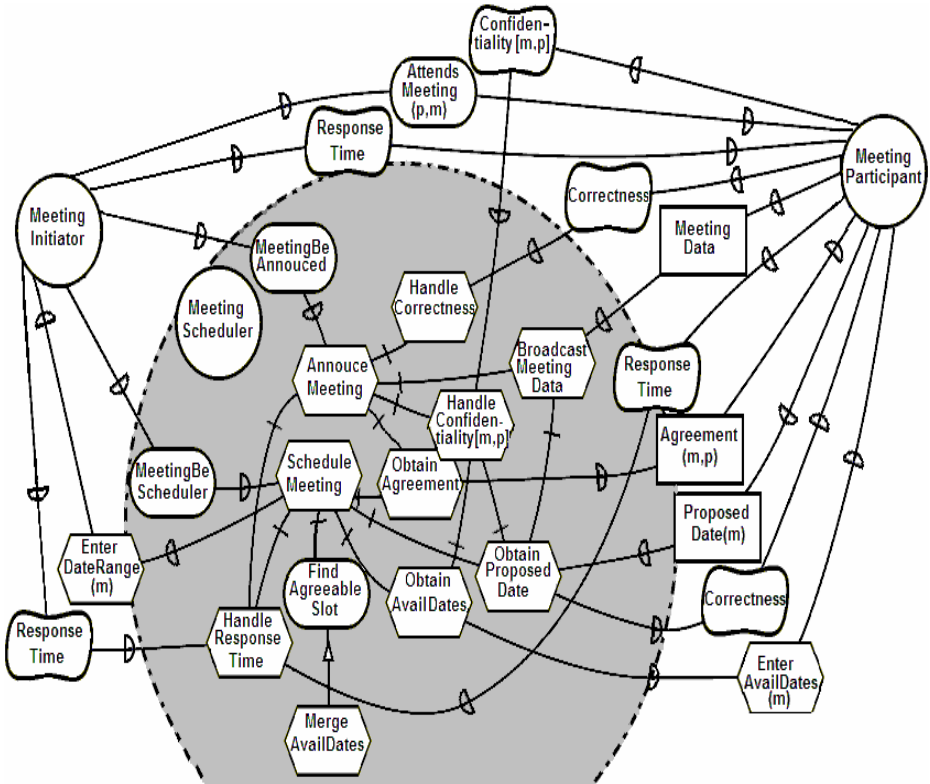 Confiden-
tiality [m,p]
Attends
Meeting
(p,m)
Response
Time
Meeting
Participant
Meeting
Initiator
Correctness
Meeting
Data
MeetingBe
Annouced
Meeting
Scheduler
Handle
Correctness
Broadcast
Meeting
Data
Response
Time
Annouce
Meeting
Handle
Confiden-
tiality[m,p]
Agreement
(m,p)
MeetingBe
Scheduler
Schedule
Meeting
Obtain
Agreement
Proposed
Date(m)
Enter
DateRange
(m)
Find
Agreeable
Slot
Obtain
AvailDates
Obtain
Proposed
Date
Correctness
Response
Time
Handle
Response
Time
Enter
AvailDates
(m)
Merge
AvailDates